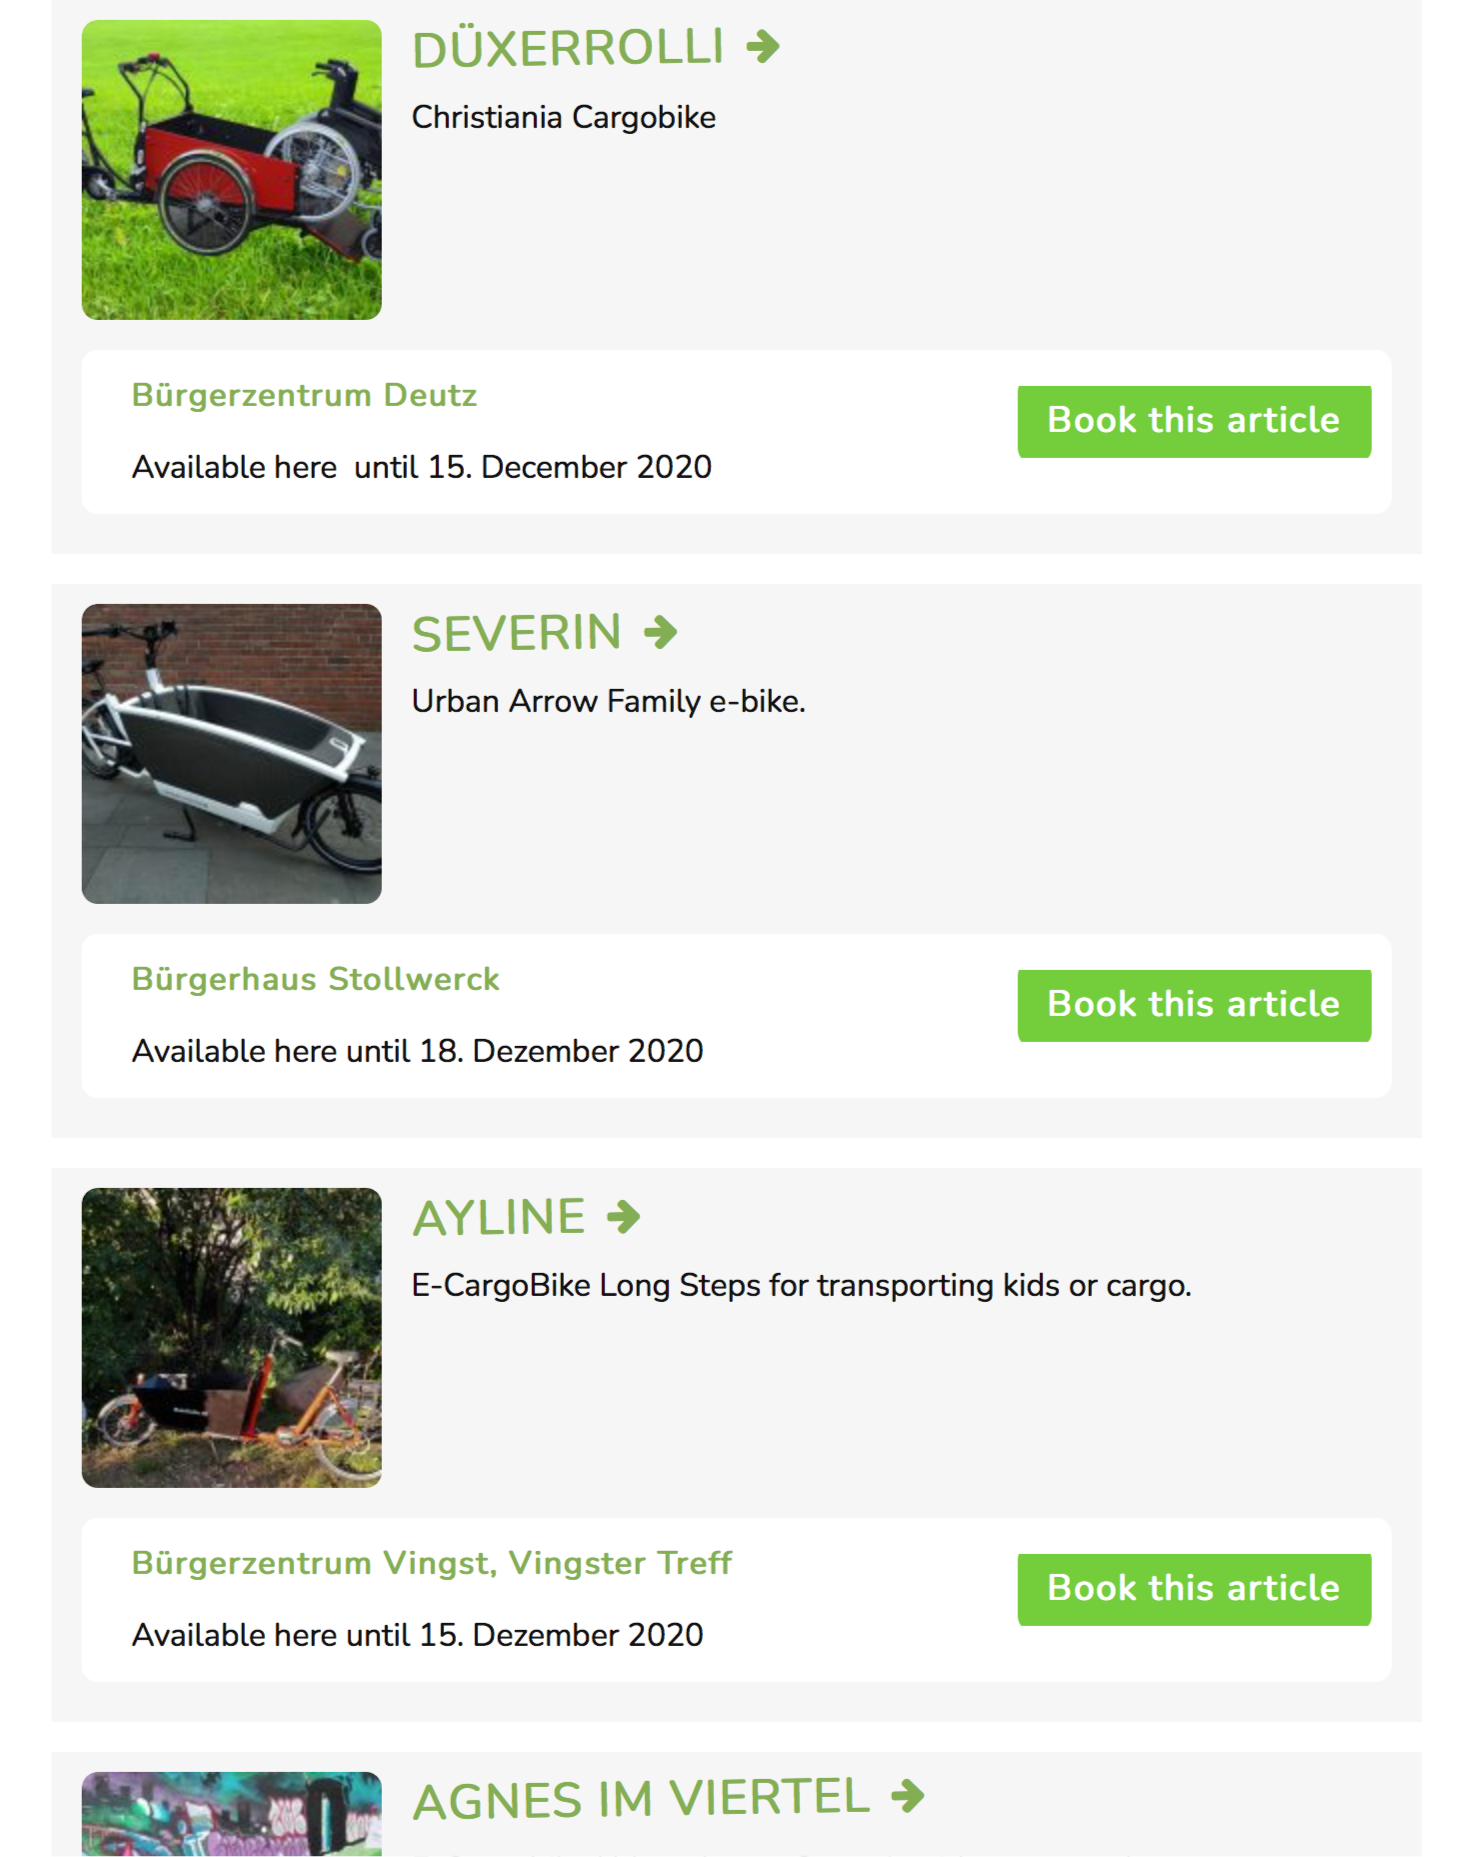 DÜXERROLLI
Christiania Cargobike
Bürgerzentrum Deutz
Book this article
Available here  until 15. December 2020
SEVERIN
Urban Arrow Family e-bike.
Bürgerhaus Stollwerck
Book this article
Available here until 18. Dezember 2020
AYLINE
E-CargoBike Long Steps for transporting kids or cargo.
Bürgerzentrum Vingst, Vingster Treff
Book this article
Available here until 15. Dezember 2020
AGNES IM VIERTEL